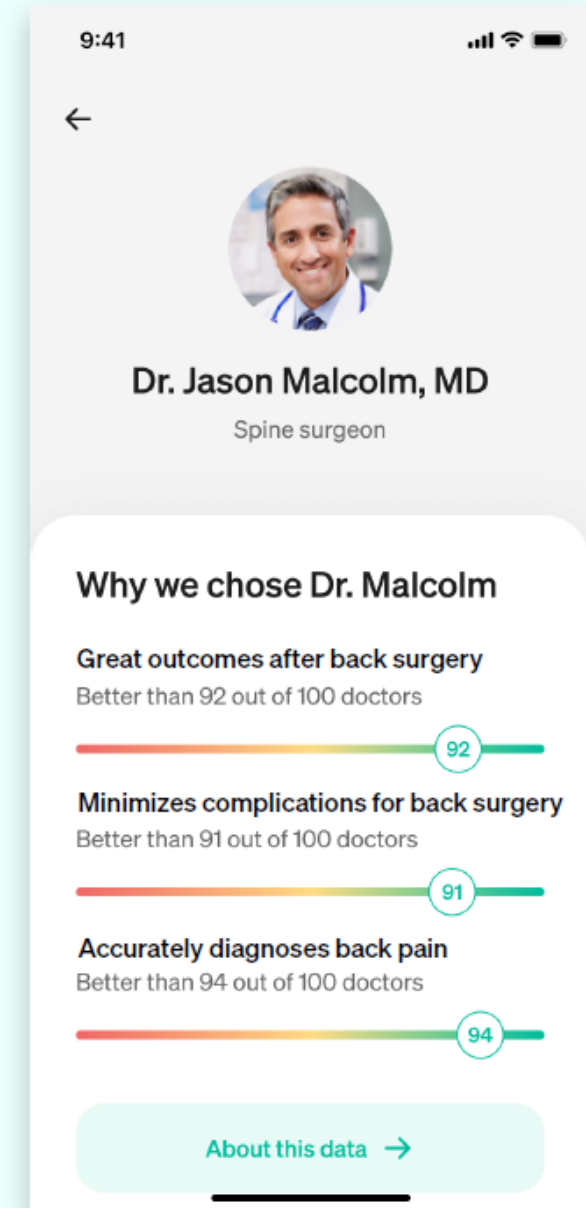 9:41
Dr. Jason Malcolm, MD
Spine surgeon
Why we chose Dr. Malcolm
Great outcomes after back surgery
Better than 92 out of 100 doctors
92
Minimizes complications for back surgery
Better than 91 out of 100 doctors
91
Accurately diagnoses back pain
Better than 94 out of 100 doctors
94
About this data →